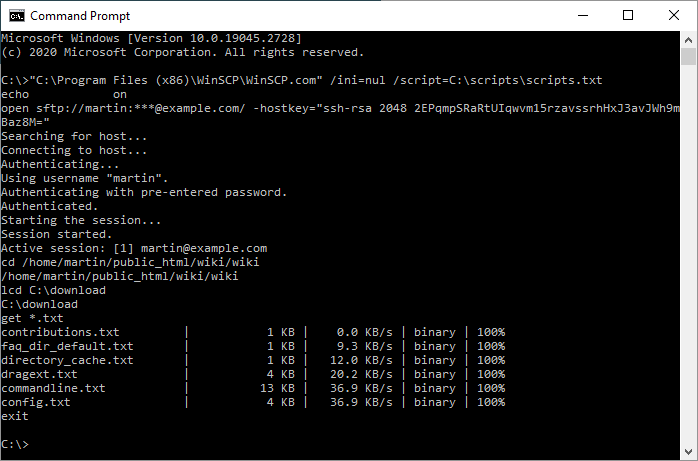 Command Prompt
Microsoft Windows [Version 10.0.19045.2728]
(c) 2020 Microsoft Corporation. All rights reserved.
C:\>"C:\Program Files (x86)\WinSCP\WinSCP.com" /ini=nul /script=C:\scripts\scripts.txt
echo            on
open sftp://martin:***@example.com/ -hostkey="ssh-rsa 2048 2EPqmpSRaRtUIqwvm15rzavssrhHxJ3avJWh9m
Baz8M="
Searching for host...
Connecting to host...
Authenticating...
Using username "martin".
Authenticating with pre-entered password.
Authenticated.
Starting the session...
Session started.
Active session: [1] martin@example.com
cd /home/martin/public_html/wiki/wiki
/home/martin/public_html/wiki/wiki
lcd C:\download
C:\download
get *.txt
contributions.txt         |           1 KB |    0.0 KB/s | binary | 100%
faq_dir_default.txt       |           1 KB |    9.3 KB/s | binary | 100%
directory_cache.txt       |           1 KB |   12.0 KB/s | binary | 100%
dragext.txt               |           4 KB |   20.2 KB/s | binary | 100%
commandline.txt           |          13 KB |   36.9 KB/s | binary | 100%
config.txt                |           4 KB |   36.9 KB/s | binary | 100%
exit
C:\>